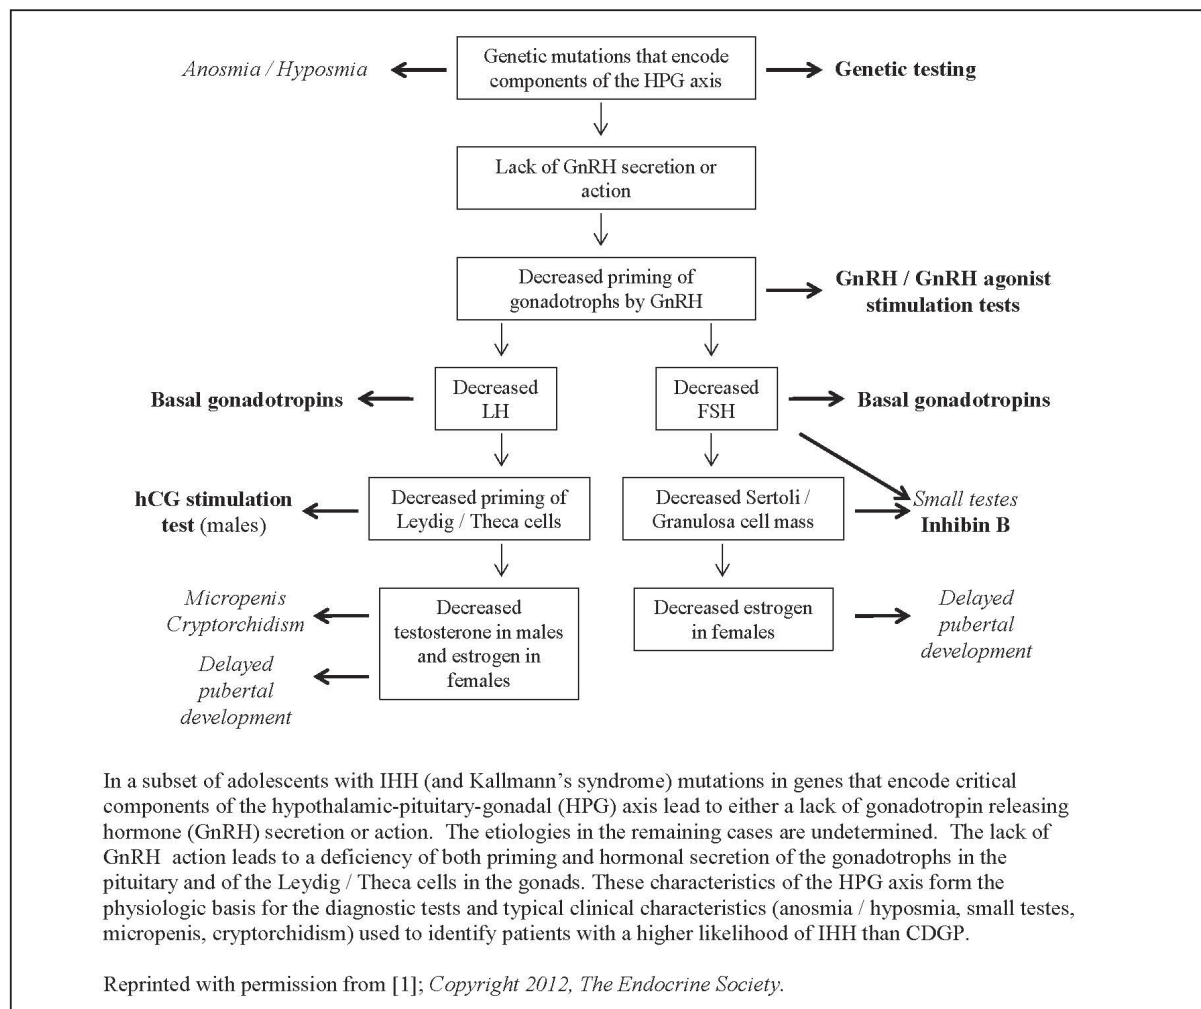 Anosmia / Hyposmia
Genetic mutations that encode
components of the HPG axis
Genetic testing
Lack of GnRH secretion or
action
Decreased priming of
gonadotrophs by GnRH
GnRH / GnRH agonist
stimulation tests
Basal gonadotropins
Decreased
LH
Decreased
FSH
Basal gonadotropins
hCG stimulation
test (males)
Decreased priming of
Leydig / Theca cells
Decreased Sertoli /
Granulosa cell mass
Small testes
Inhibin B
Micropenis
Cryptorchidism
Delayed
pubertal
development
Decreased
testosterone in males
and estrogen in
females
Decreased estrogen
in females
Delayed
pubertal
development
In a subset of adolescents with IHH (and Kallmann's syndrome) mutations in genes that encode critical
components of the hypothalamic-pituitary-gonadal (HPG) axis lead to either a lack of gonadotropin releasing
hormone (GnRH) secretion or action. The etiologies in the remaining cases are undetermined. The lack of
GnRH action leads to a deficiency of both priming and hormonal secretion of the gonadotrophs in the
pituitary and of the Leydig / Theca cells in the gonads. These characteristics of the HPG axis form the
physiologic basis for the diagnostic tests and typical clinical characteristics (anosmia / hyposmia, small testes,
micropenis, cryptorchidism) used to identify patients with a higher likelihood of IHH than CDGP.
Reprinted with permission from [1]; Copyright 2012, The Endocrine Society.